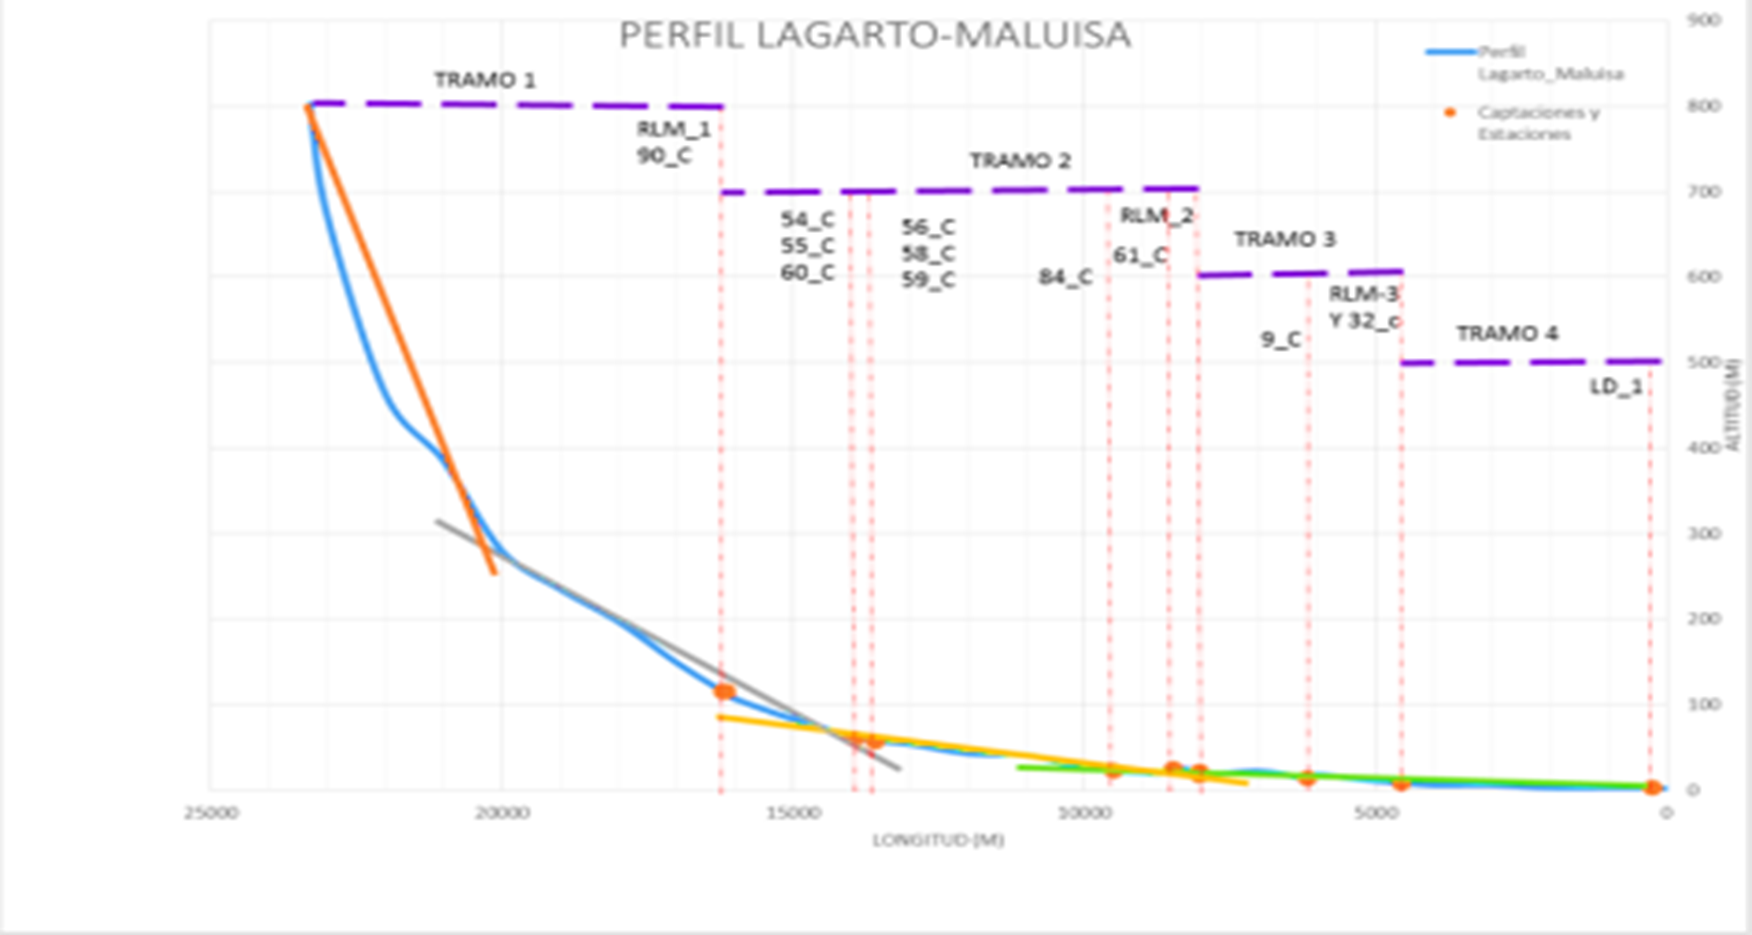 PERFIL LAGARTO-MALUISA
Perfil
Lagarto_Maluisa
Captaciones y
Estaciones
TRAMO 1
RLM_1
90_C
TRAMO 2
54_C
55_C
60_C
56_C
58_C
59_C
84_C
RLM_2
61_C
TRAMO 3
9_C
RLM-3
Y 32_c
TRAMO 4
LD_1
900
800
700
600
500
400
300
200
100
0
ALTITUD (M)
25000
20000
15000
10000
5000
0
LONGITUD (M)